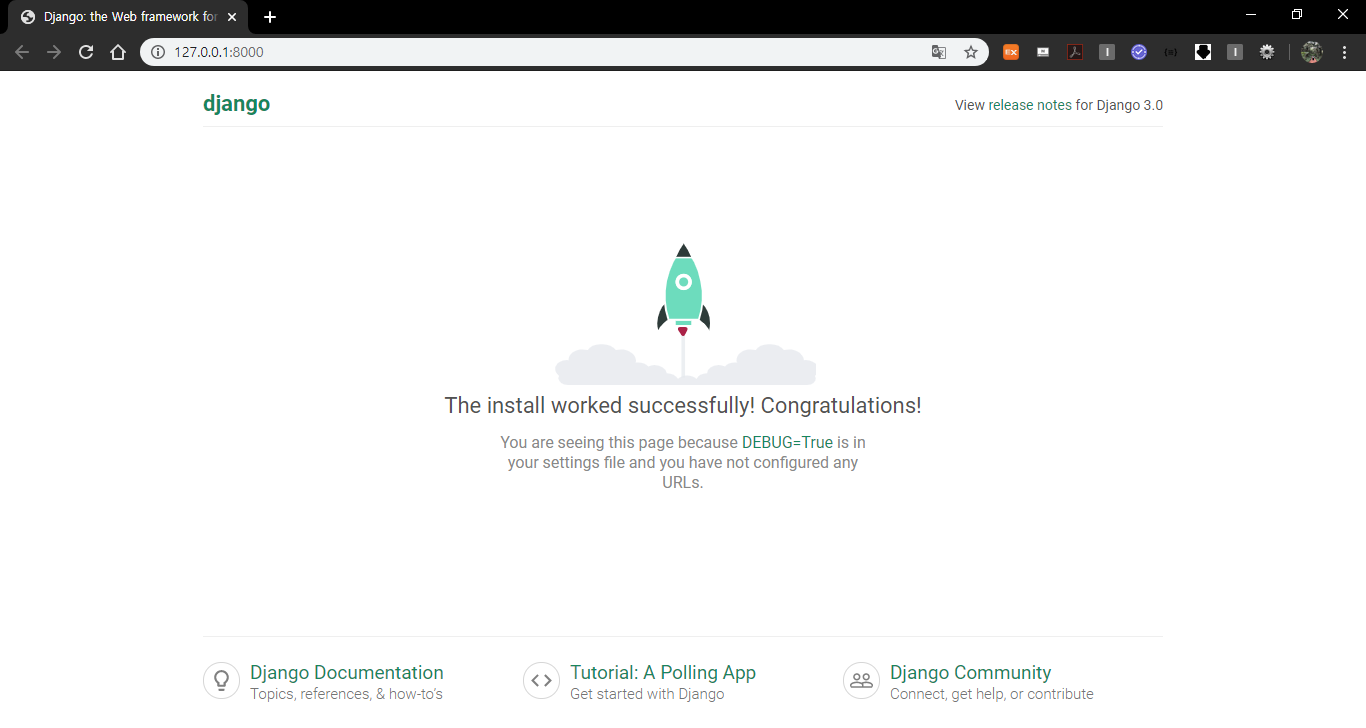 Django: the Web framework for
127.0.0.1:8000
django
View release notes for Django 3.0
The install worked successfully! Congratulations!
You are seeing this page because DEBUG=True is in
your settings file and you have not configured any
URLs.
Django Documentation
Topics, references, & how-to's
Tutorial: A Polling App
Get started with Django
Django Community
Connect, get help, or contribute